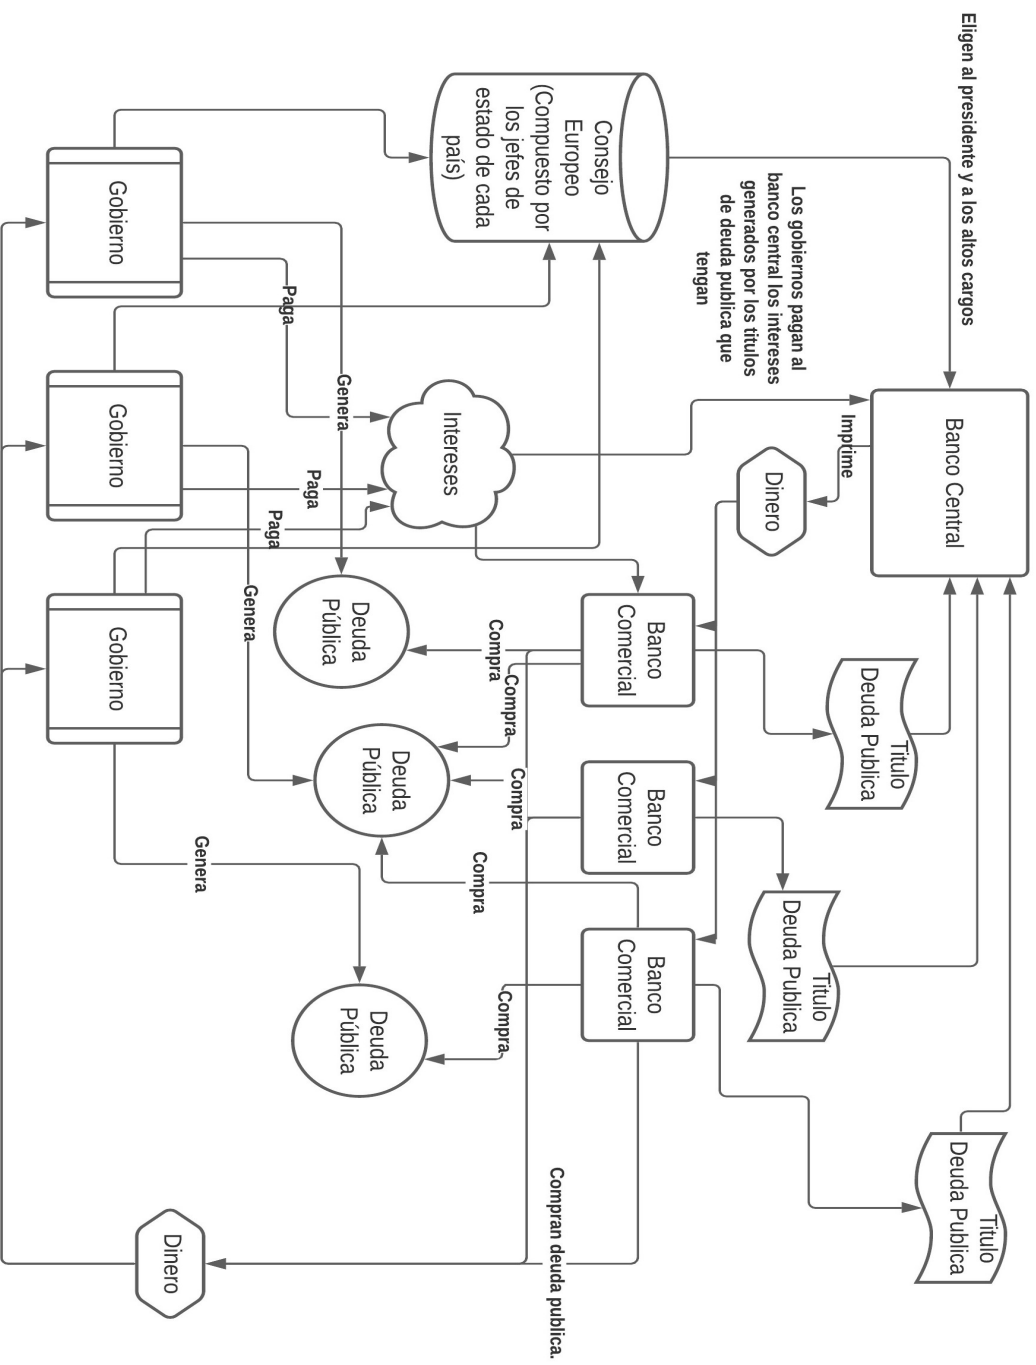 Eligen al presidente y a los altos cargos
Banco Central
Titulo
Deuda Publica
Titulo
Deuda Publica
Titulo
Deuda Publica
Imprime
Dinero
Los gobiernos pagan al
banco central los intereses
generados por los titulos
de deuda publica que
tengan
Consejo
Europeo
(Compuesto por
los jefes de
estado de cada
país)
Banco
Comercial
Banco
Comercial
Banco
Comercial
Intereses
Compra
Compra
Compra
Compra
Compra
Compran deuda publica.
Deuda
Pública
Deuda
Pública
Deuda
Pública
Genera
Paga
Paga
Paga
Genera
Genera
Gobierno
Gobierno
Gobierno
Dinero